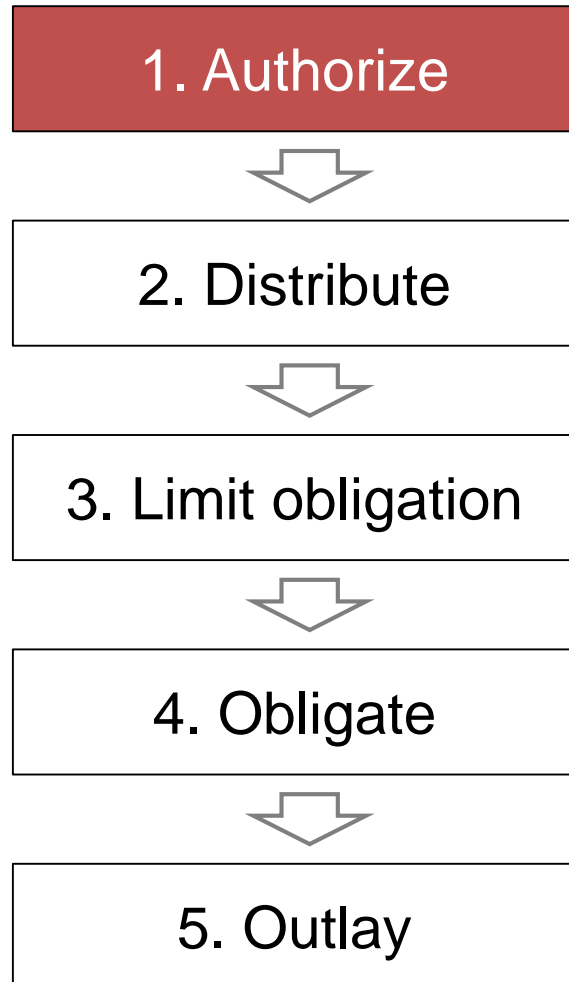 1. Authorize
2. Distribute
3. Limit obligation
4. Obligate
5. Outlay